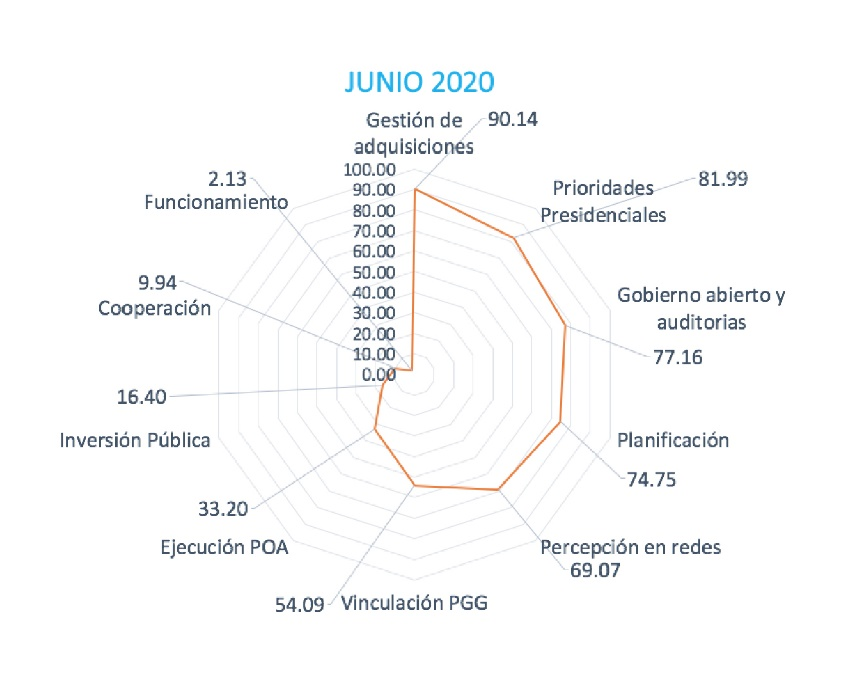 JUNIO 2020
Gestión de
adquisiciones
90.14
Prioridades
Presidenciales
81.99
Gobierno abierto y
auditorias
77.16
Planificación
74.75
Percepción en redes
69.07
Vinculación PGG
54.09
Ejecución POA
33.20
Inversión Pública
16.40
Cooperación
9.94
Funcionamiento
2.13
100.00
90.00
80.00
70.00
60.00
50.00
40.00
30.00
20.00
10.00
0.00